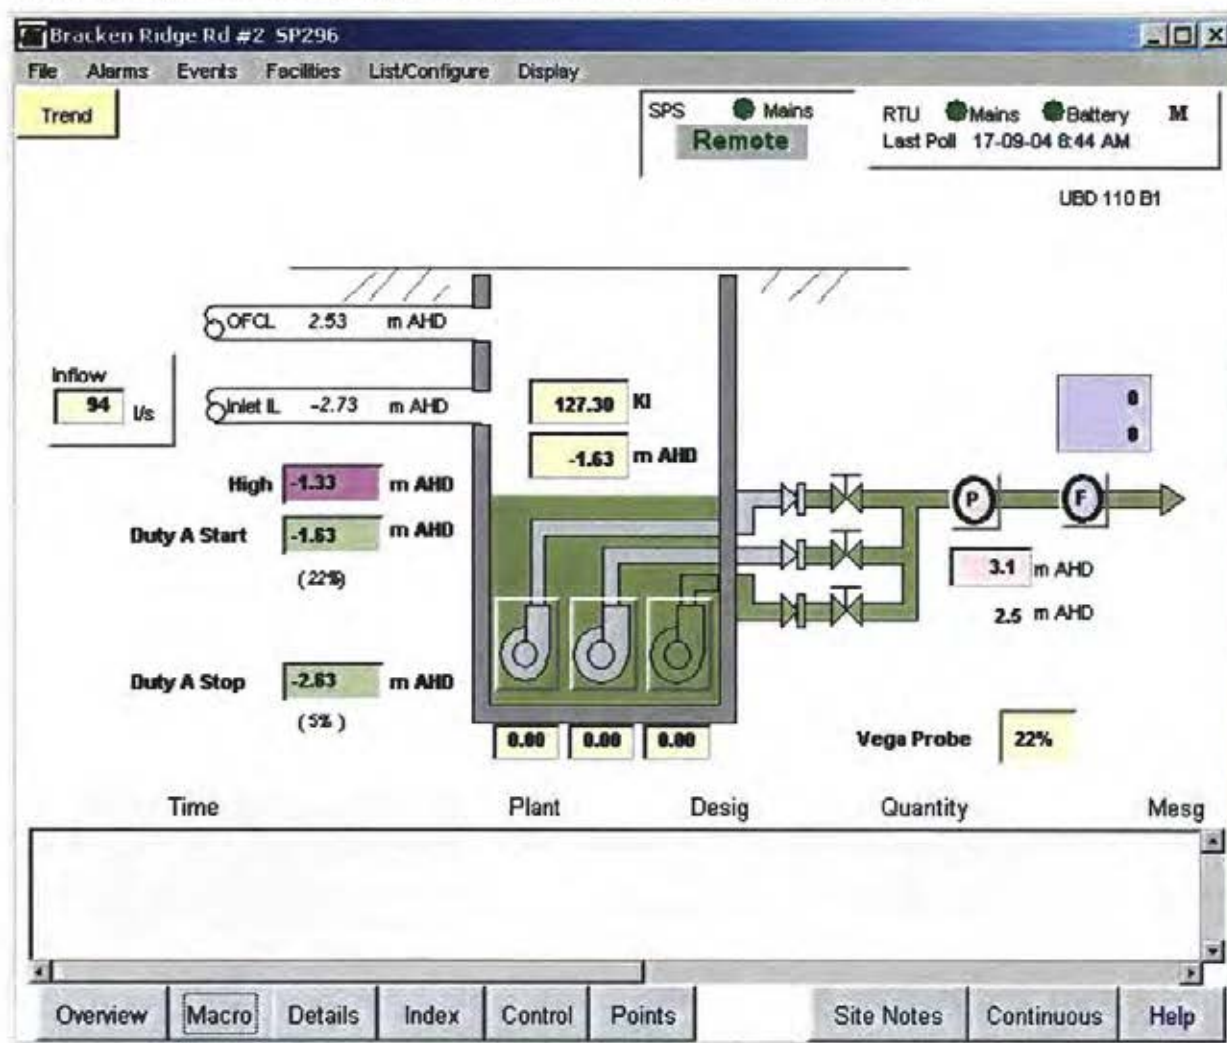 Bracken Ridge Rd #2 SP296
File Alarms Events Facilities List/Configure Display
Trend
SPS Mains
Remote
RTU Mains Battery M
Last Poll 17-09-04 8:44 AM
UBD 110 B1
OFCL 2.53 m AHD
Inflow
94 l/s
Inlet IL -2.73 m AHD
127.30 Kl
-1.63 m AHD
0
0
High -1.33 m AHD
Duty A Start -1.63 m AHD
(22%)
P
F
3.1 m AHD
2.5 m AHD
Duty A Stop -2.63 m AHD
(5%)
0.00 0.00 0.00
Vega Probe 22%
Time Plant Desig Quantity Mesg
Overview Macro Details Index Control Points Site Notes Continuous Help